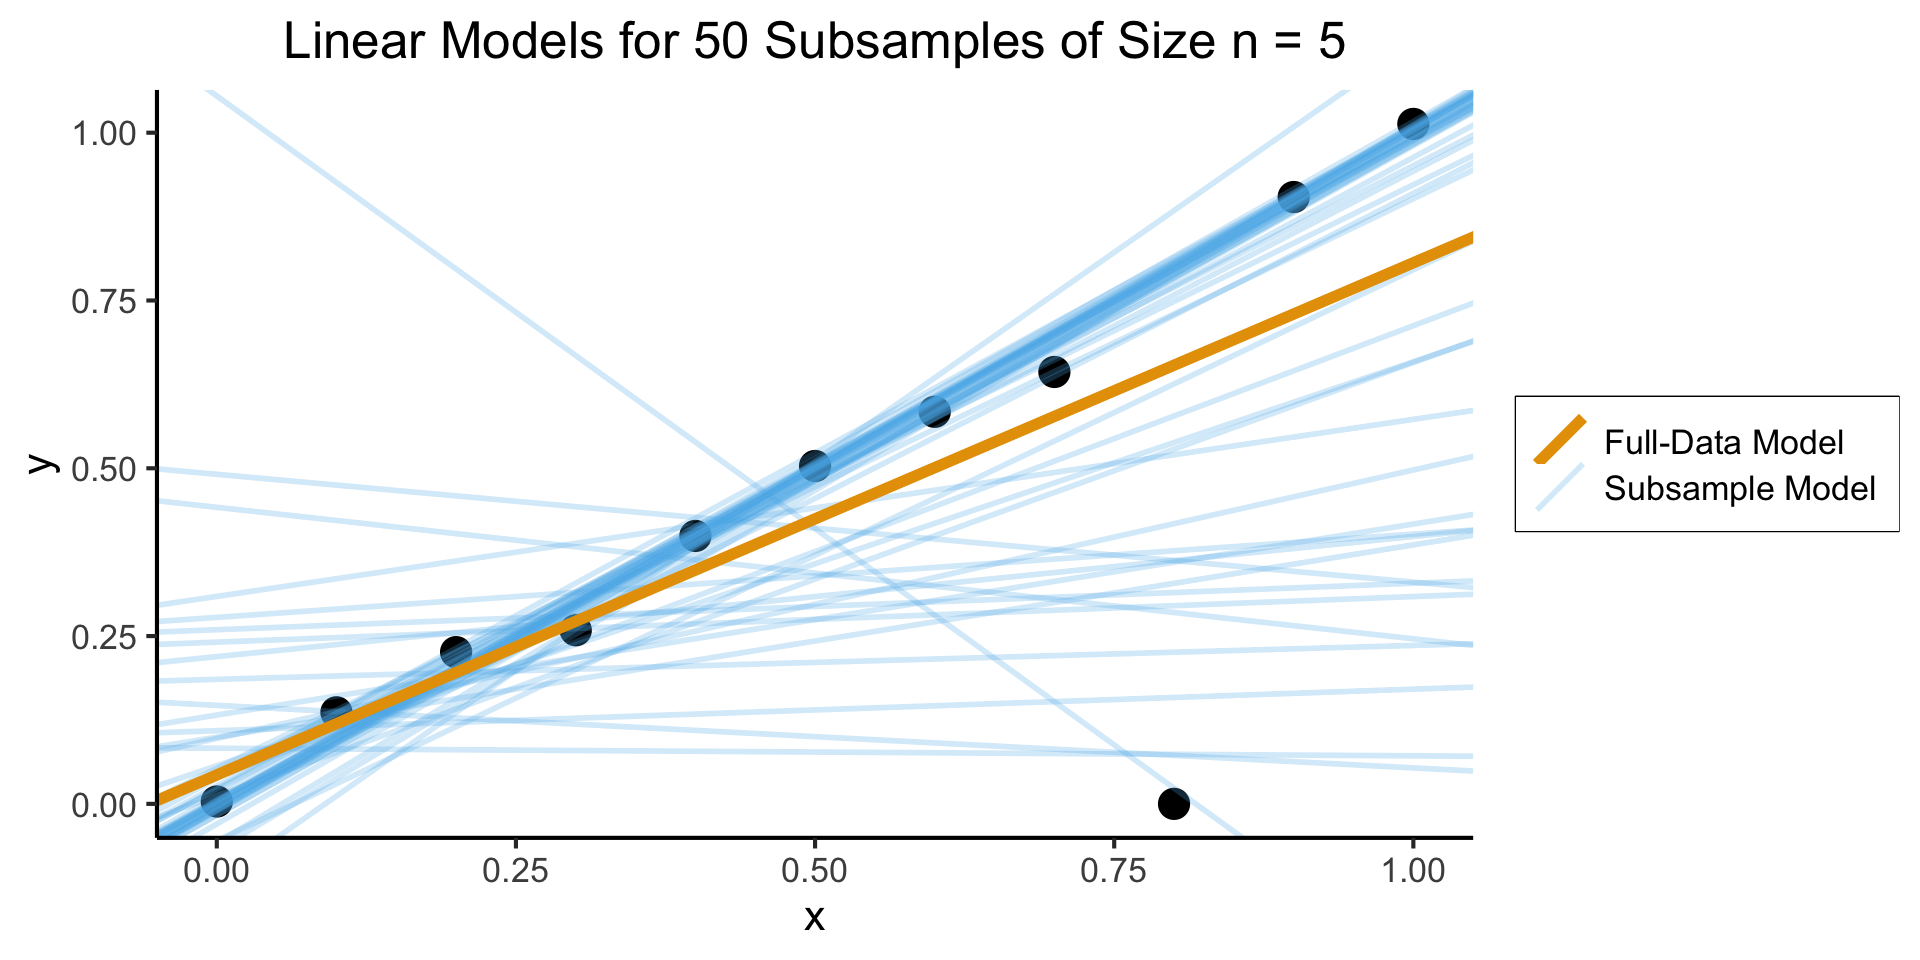 Linear Models for 50 Subsamples of Size n = 5
y
1.00
0.75
0.50
0.25
0.00
0.00 0.25 0.50 0.75 1.00
x
Full-Data Model
Subsample Model